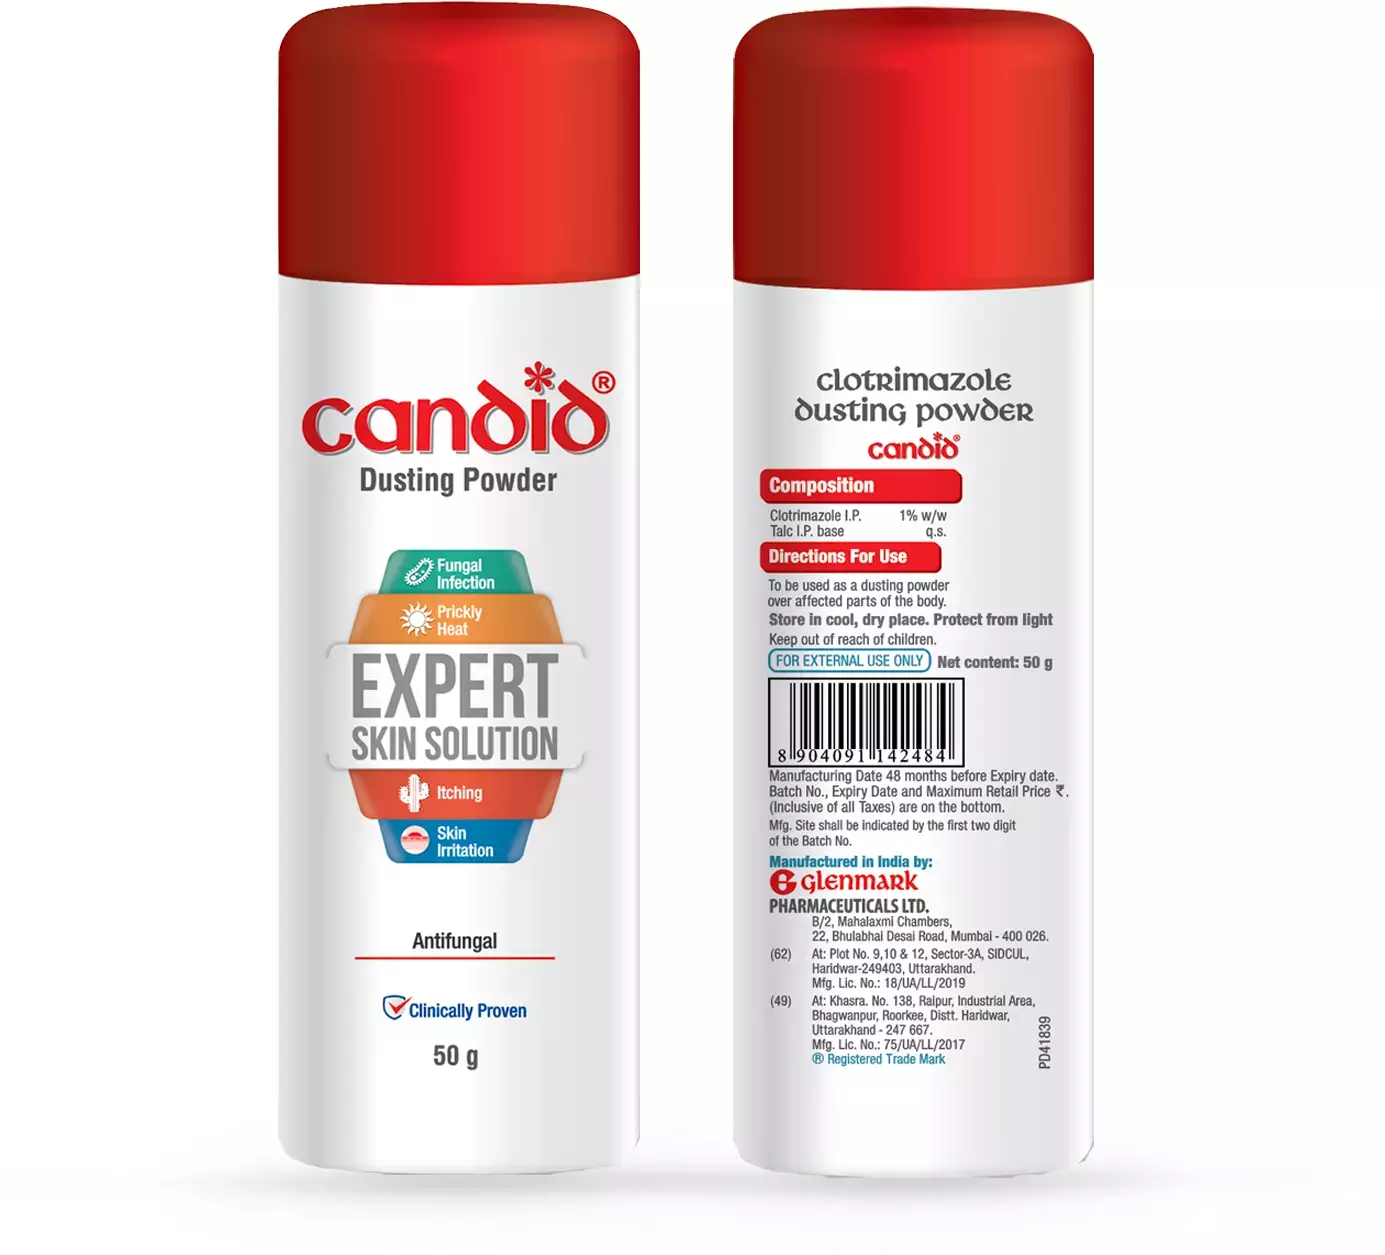 candid®
Dusting Powder
Fungal
Infection
Prickly
Heat
EXPERT
SKIN SOLUTION
Itching
Skin
Irritation
Antifungal
Clinically Proven
50 g
clotrimazole
dusting powder
candid®
Composition
Clotrimazole I.P. 1% w/w
Talc I.P. base q.s.
Directions For Use
To be used as a dusting powder
over affected parts of the body.
Store in cool, dry place. Protect from light
Keep out of reach of children.
FOR EXTERNAL USE ONLY Net content: 50 g
8 904091 142484
Manufacturing Date 48 months before Expiry date.
Batch No., Expiry Date and Maximum Retail Price ₹.
(Inclusive of all Taxes) are on the bottom.
Mfg. Site shall be indicated by the first two digit
of the Batch No.
Manufactured in India by:
G glenmark
PHARMACEUTICALS LTD.
B/2, Mahalaxmi Chambers,
22, Bhulabhai Desai Road, Mumbai - 400 026.
(62) At: Plot No. 9,10 & 12, Sector-3A, SIDCUL,
Haridwar-249403, Uttarakhand.
Mfg. Lic. No.: 18/UA/LL/2019
(49) At: Khasra. No. 138, Raipur, Industrial Area,
Bhagwanpur, Roorkee, Distt. Haridwar,
Uttarakhand - 247 667.
Mfg. Lic. No.: 75/UA/LL/2017
® Registered Trade Mark
PD41839